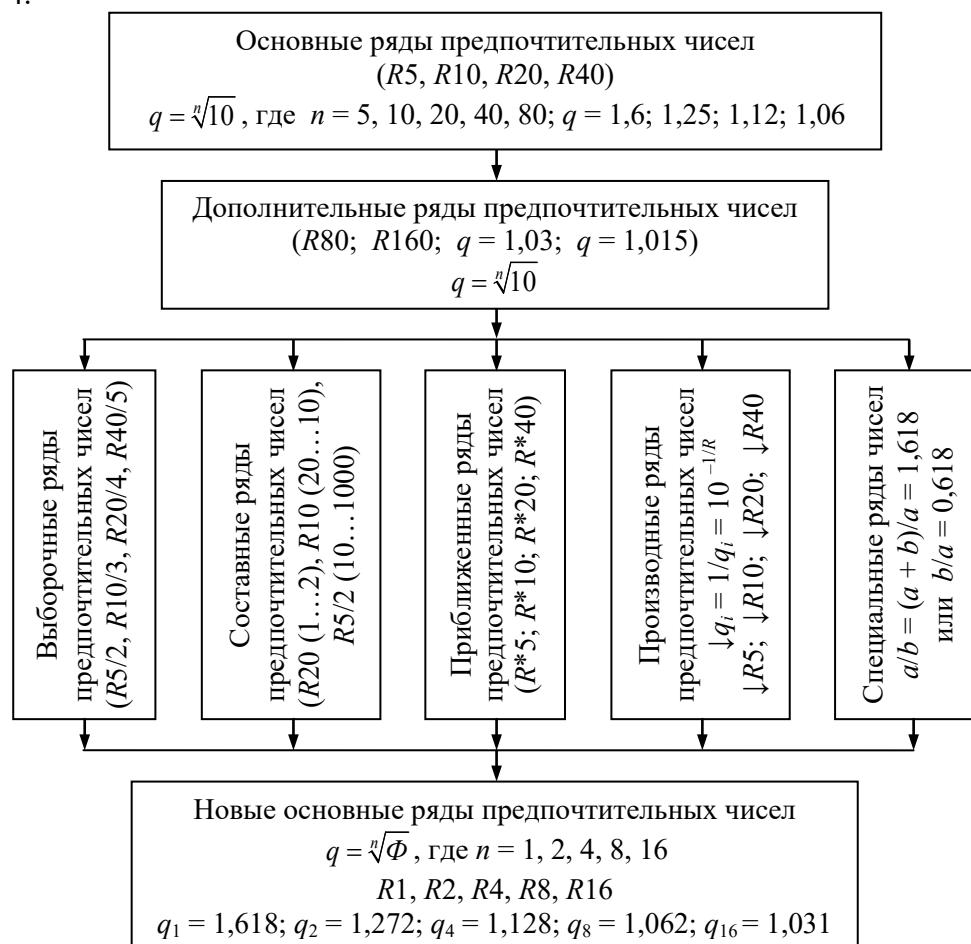 Основные ряды предпочтительных чисел
(R5, R10, R20, R40)
q = ⁿ√10 , где n = 5, 10, 20, 40, 80; q = 1,6; 1,25; 1,12; 1,06
Дополнительные ряды предпочтительных чисел
(R80; R160; q = 1,03; q = 1,015)
q = ⁿ√10
Выборочные ряды
предпочтительных чисел
(R5/2, R10/3, R20/4, R40/5)
Составные ряды
предпочтительных чисел
(R20 (1…2), R10 (20…10),
R5/2 (10…1000)
Приближенные ряды
предпочтительных чисел
(R*5; R*10; R*20; R*40)
Производные ряды
предпочтительных чисел
↓qᵢ = 1/qᵢ = 10⁻¹/ᴿ
↓R5; ↓R10; ↓R20; ↓R40
Специальные ряды чисел
a/b = (a + b)/a = 1,618
или b/a = 0,618
Новые основные ряды предпочтительных чисел
q = ⁿ√Φ , где n = 1, 2, 4, 8, 16
R1, R2, R4, R8, R16
q₁ = 1,618; q₂ = 1,272; q₄ = 1,128; q₈ = 1,062; q₁₆ = 1,031